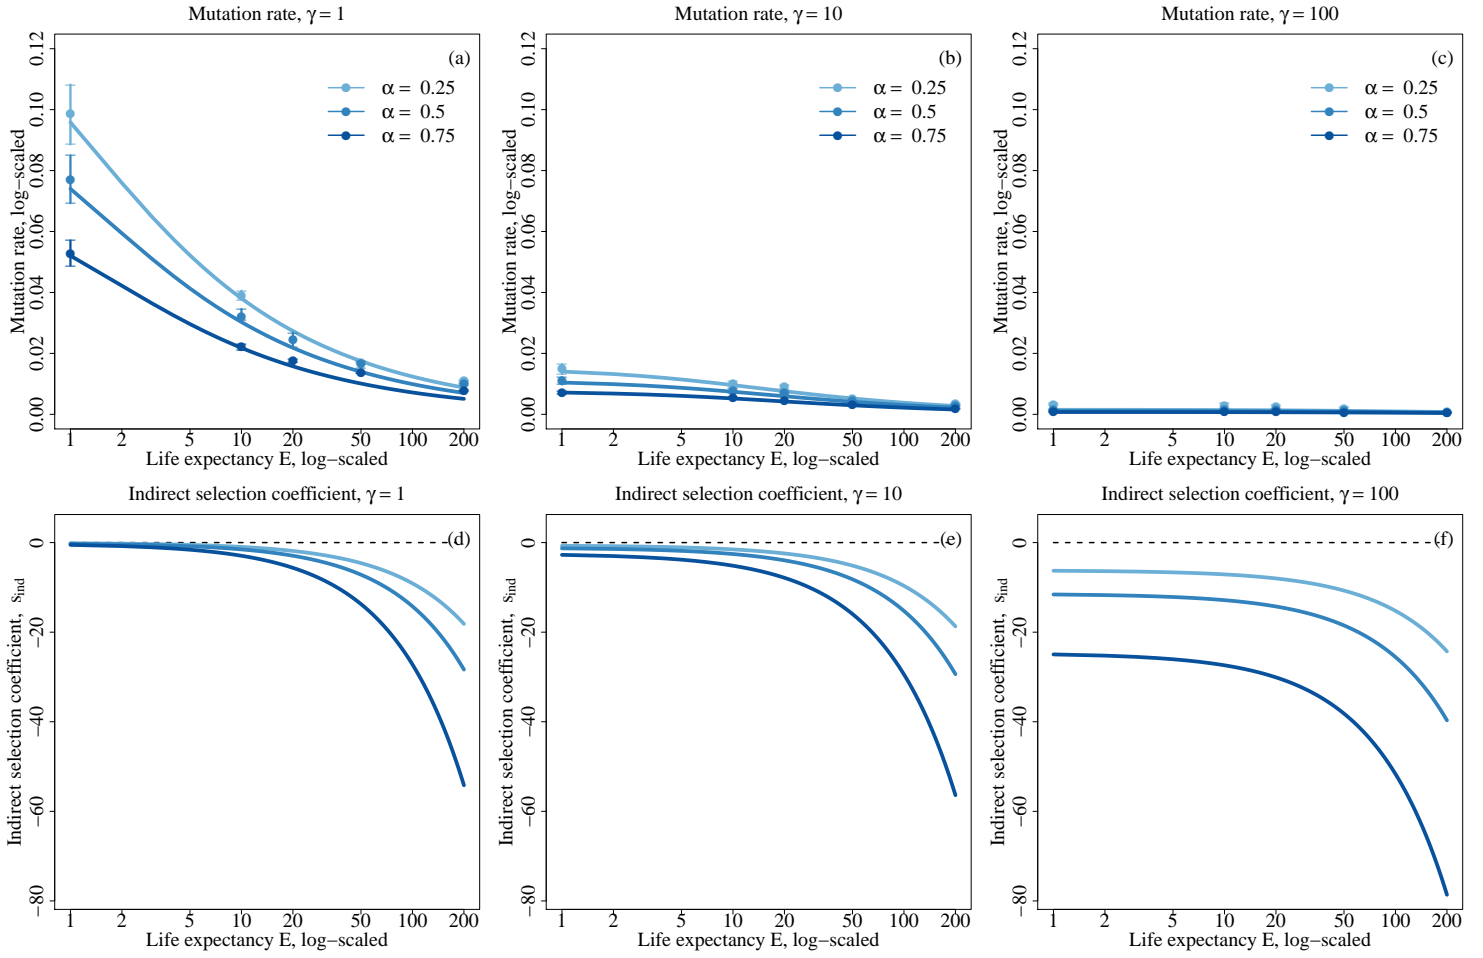 Mutation rate, γ = 1
(a)
α = 0.25
α = 0.5
α = 0.75
Mutation rate, log−scaled
0.12
0.10
0.08
0.06
0.04
0.02
0.00
1 2 5 10 20 50 100 200
Life expectancy E, log−scaled
Mutation rate, γ = 10
(b)
α = 0.25
α = 0.5
α = 0.75
Mutation rate, log−scaled
0.12
0.10
0.08
0.06
0.04
0.02
0.00
1 2 5 10 20 50 100 200
Life expectancy E, log−scaled
Mutation rate, γ = 100
(c)
α = 0.25
α = 0.5
α = 0.75
Mutation rate, log−scaled
0.12
0.10
0.08
0.06
0.04
0.02
0.00
1 2 5 10 20 50 100 200
Life expectancy E, log−scaled
Indirect selection coefficient, γ = 1
(d)
Indirect selection coefficient, s_ind
0
−20
−40
−60
−80
1 2 5 10 20 50 100 200
Life expectancy E, log−scaled
Indirect selection coefficient, γ = 10
(e)
Indirect selection coefficient, s_ind
0
−20
−40
−60
−80
1 2 5 10 20 50 100 200
Life expectancy E, log−scaled
Indirect selection coefficient, γ = 100
(f)
Indirect selection coefficient, s_ind
0
−20
−40
−60
−80
1 2 5 10 20 50 100 200
Life expectancy E, log−scaled